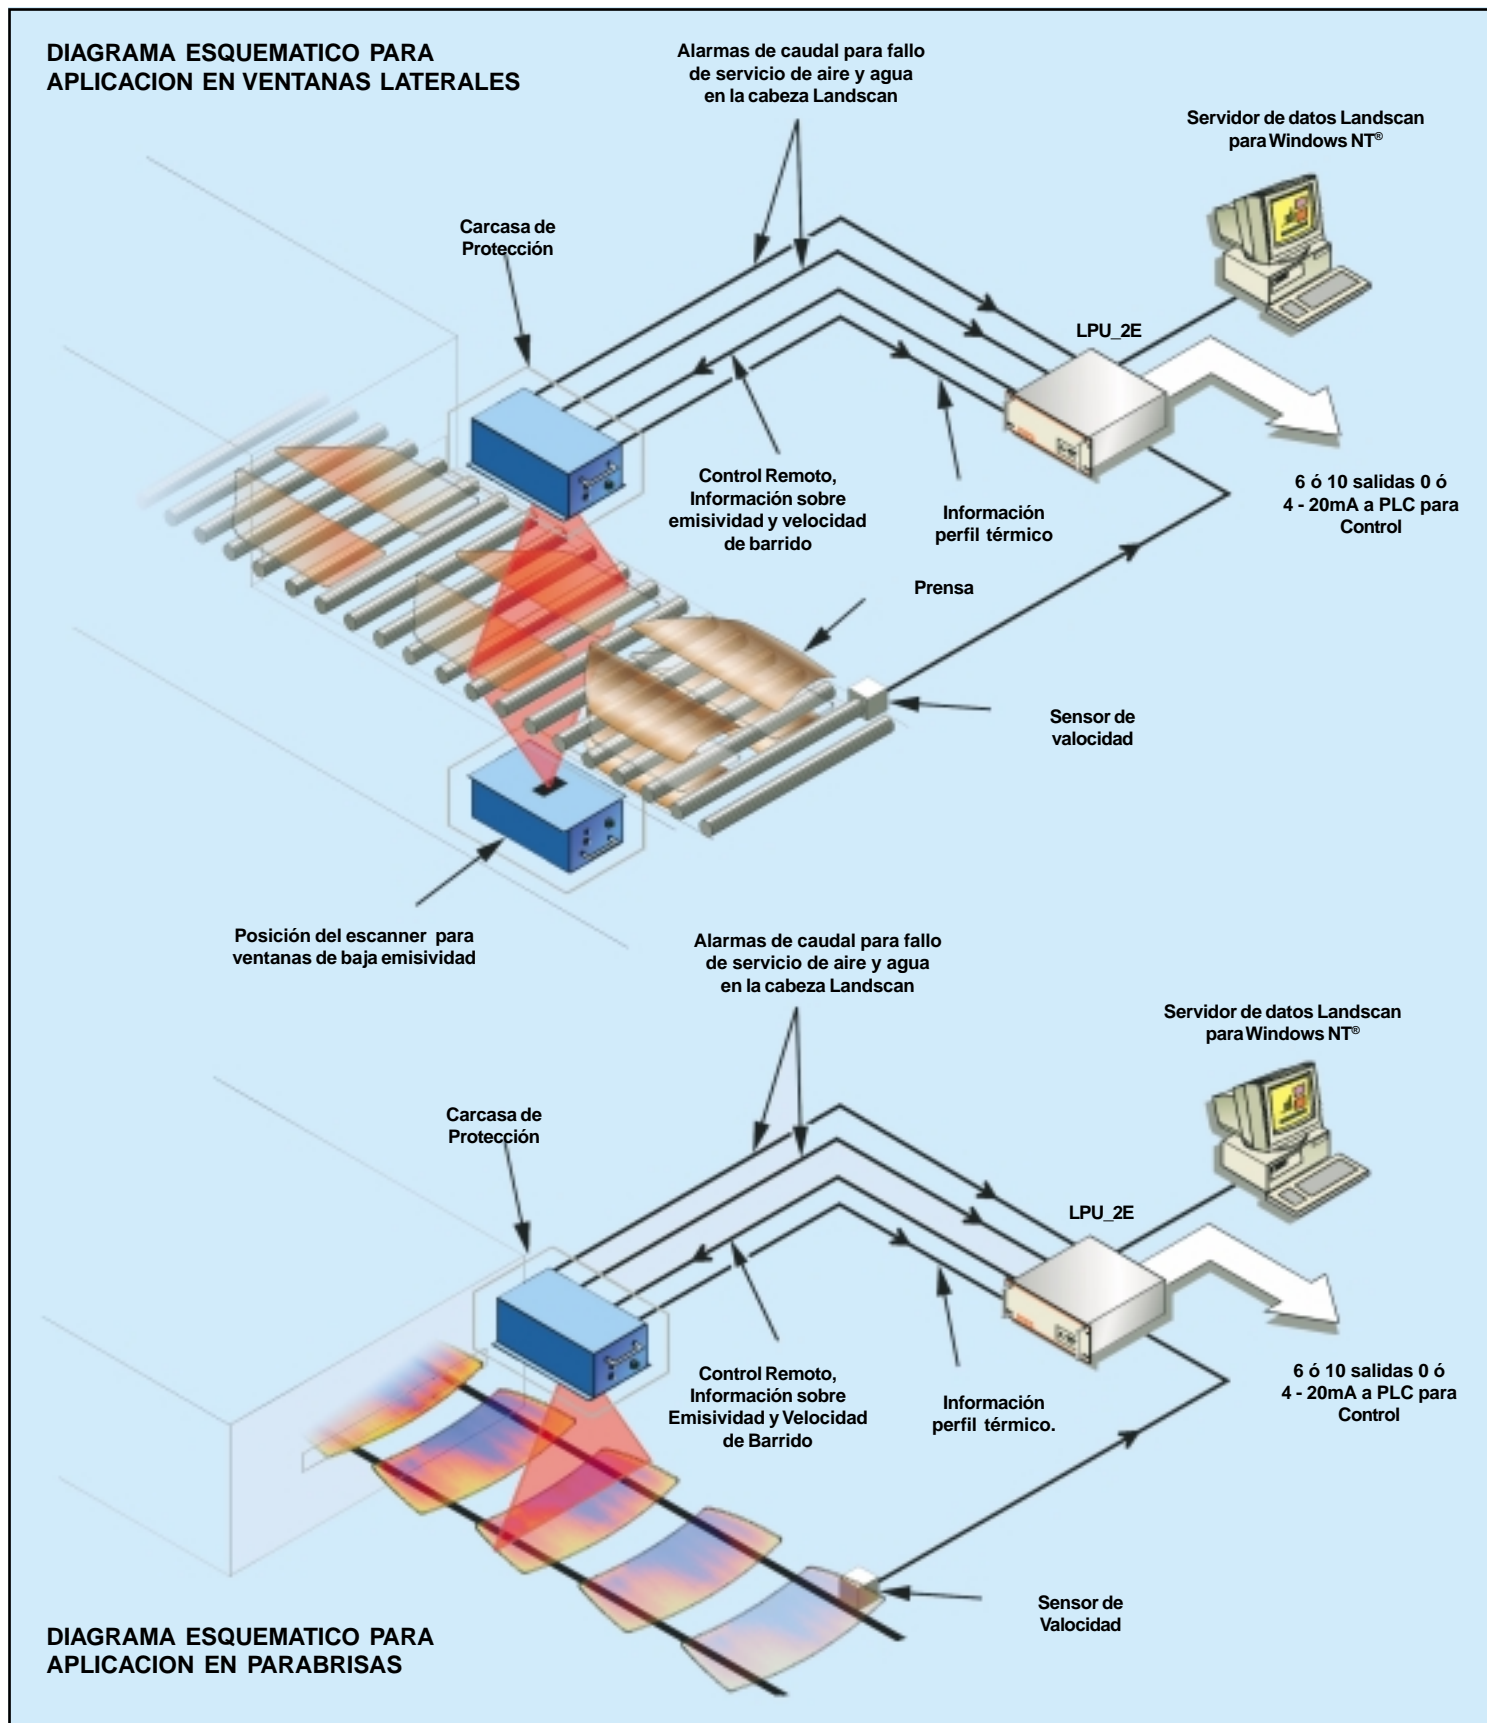 DIAGRAMA ESQUEMATICO PARA
APLICACION EN VENTANAS LATERALES
Alarmas de caudal para fallo
de servicio de aire y agua
en la cabeza Landscan
Servidor de datos Landscan
para Windows NT®
Carcasa de
Protección
LPU_2E
Control Remoto,
Información sobre
emisividad y velocidad
de barrido
Información
perfil térmico
6 ó 10 salidas 0 ó
4 - 20mA a PLC para
Control
Prensa
Sensor de
valocidad
Posición del escanner para
ventanas de baja emisividad
Alarmas de caudal para fallo
de servicio de aire y agua
en la cabeza Landscan
Servidor de datos Landscan
para Windows NT®
Carcasa de
Protección
LPU_2E
Control Remoto,
Información sobre
Emisividad y Velocidad
de Barrido
Información
perfil térmico.
6 ó 10 salidas 0 ó
4 - 20mA a PLC para
Control
Sensor de
Valocidad
DIAGRAMA ESQUEMATICO PARA
APLICACION EN PARABRISAS